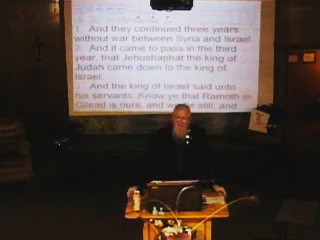 1 And they continued three years
without war between Syria and Israel.
2 And it came to pass in the third
year, that Jehoshaphat the king of
Judah came down to the king of
Israel.
3 And the king of Israel said unto
his servants, Know ye that Ramoth in
Gilead is ours, and we be still, and